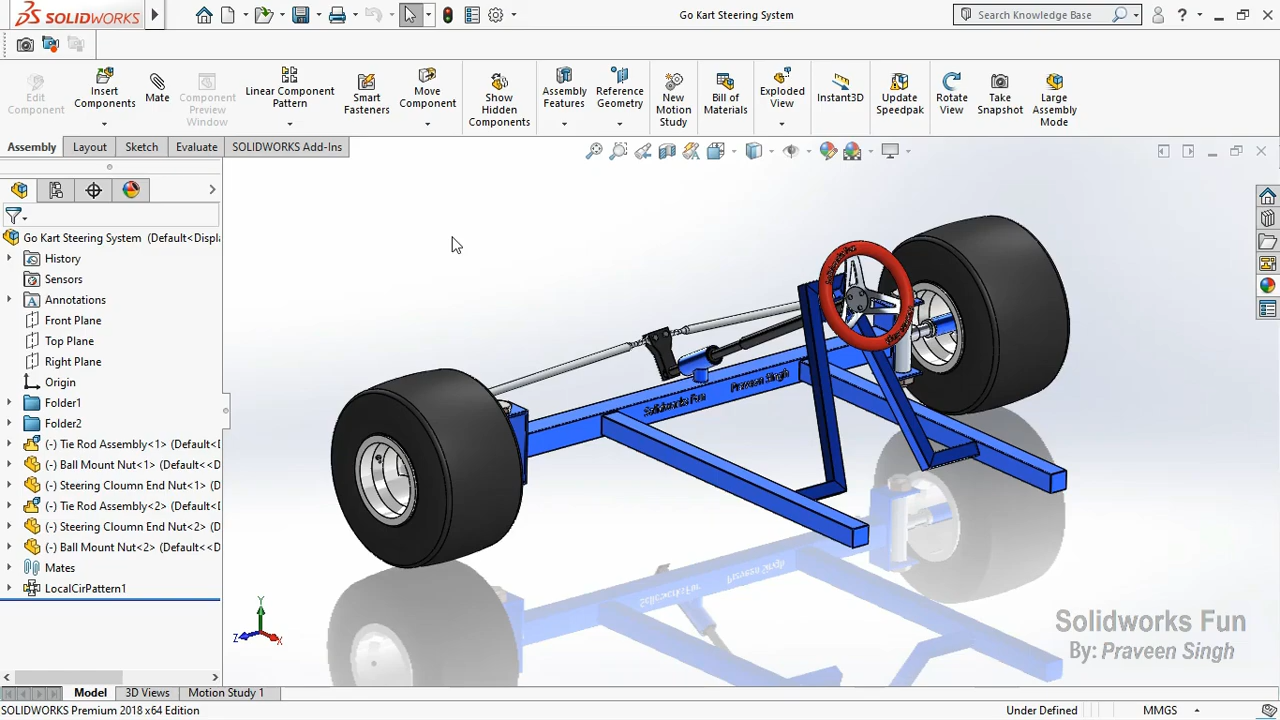 SOLIDWORKS
Go Kart Steering System
Search Knowledge Base
?
Edit Component
Insert Components
Mate
Component Preview Window
Linear Component Pattern
Smart Fasteners
Move Component
Show Hidden Components
Assembly Features
Reference Geometry
New Motion Study
Bill of Materials
Exploded View
Instant3D
Update Speedpak
Rotate View
Take Snapshot
Large Assembly Mode
Assembly
Layout
Sketch
Evaluate
SOLIDWORKS Add-Ins
Go Kart Steering System (Default<Displ
History
Sensors
Annotations
Front Plane
Top Plane
Right Plane
Origin
Folder1
Folder2
(-) Tie Rod Assembly<1> (Default<D
(-) Ball Mount Nut<1> (Default<<D
(-) Steering Cloumn End Nut<1> (D
(-) Tie Rod Assembly<2> (Default<D
(-) Steering Cloumn End Nut<2> (D
(-) Ball Mount Nut<2> (Default<<D
Mates
LocalCirPattern1
Solidworks Fun
Praveen Singh
Y
Z
X
Solidworks Fun
By: Praveen Singh
Model
3D Views
Motion Study 1
SOLIDWORKS Premium 2018 x64 Edition
Under Defined
MMGS